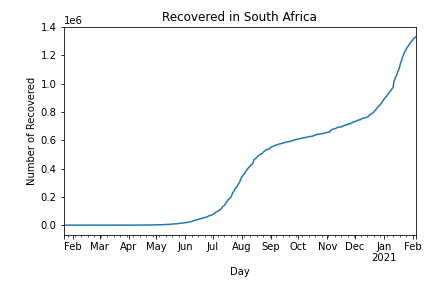 Recovered in South Africa
1e6
1.4
1.2
1.0
0.8
0.6
0.4
0.2
0.0
Number of Recovered
Feb Mar Apr May Jun Jul Aug Sep Oct Nov Dec Jan Feb
2021
Day